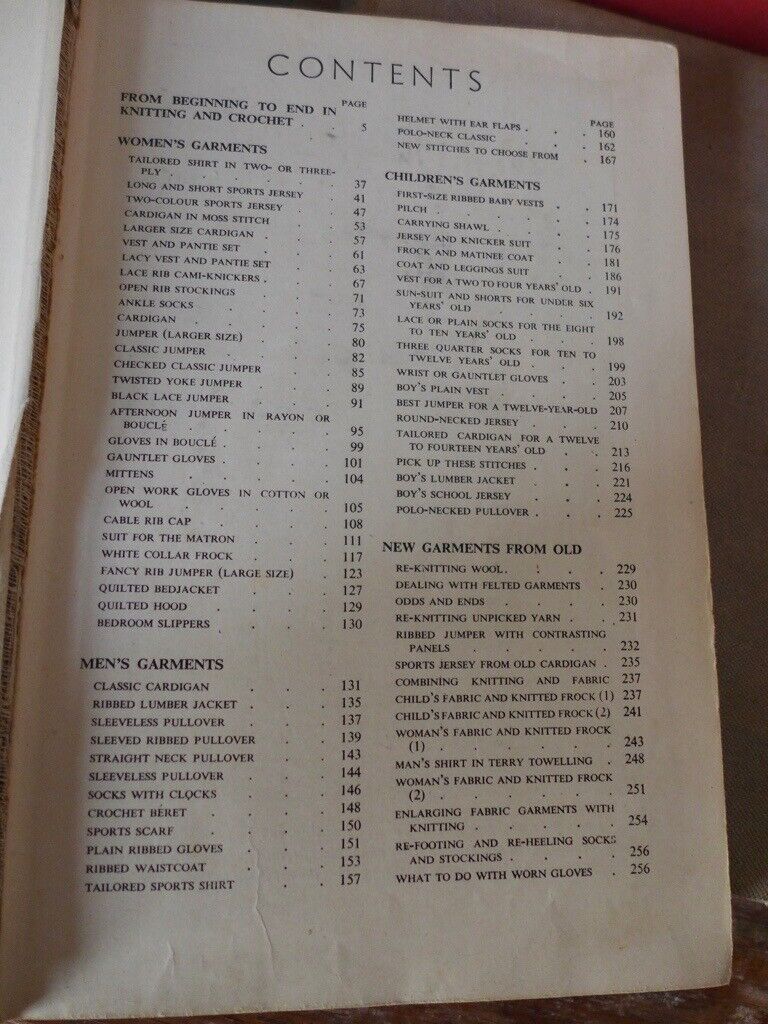 CONTENTS
PAGE
FROM BEGINNING TO END IN
KNITTING AND CROCHET . . 5
WOMEN'S GARMENTS
TAILORED SHIRT IN TWO- OR THREE-
PLY . . . . . . 37
LONG AND SHORT SPORTS JERSEY . 41
TWO-COLOUR SPORTS JERSEY . . 47
CARDIGAN IN MOSS STITCH . . 53
LARGER SIZE CARDIGAN . . . 57
VEST AND PANTIE SET . . . 61
LACY VEST AND PANTIE SET . . 63
LACE RIB CAMI-KNICKERS . . . 67
OPEN RIB STOCKINGS . . . 71
ANKLE SOCKS . . . . 73
CARDIGAN . . . . . 75
JUMPER (LARGER SIZE) . . . 80
CLASSIC JUMPER . . . . 82
CHECKED CLASSIC JUMPER . . 85
TWISTED YOKE JUMPER . . . 89
BLACK LACE JUMPER . . . 91
AFTERNOON JUMPER IN RAYON OR
BOUCLÉ . . . . . 95
GLOVES IN BOUCLÉ . . . . 99
GAUNTLET GLOVES . . . . 101
MITTENS . . . . . 104
OPEN WORK GLOVES IN COTTON OR
WOOL . . . . . 105
CABLE RIB CAP . . . . 108
SUIT FOR THE MATRON . . . 111
WHITE COLLAR FROCK . . . 117
FANCY RIB JUMPER (LARGE SIZE) . 123
QUILTED BEDJACKET . . . 127
QUILTED HOOD . . . . 129
BEDROOM SLIPPERS . . . 130
MEN'S GARMENTS
CLASSIC CARDIGAN . . . 131
RIBBED LUMBER JACKET . . . 135
SLEEVELESS PULLOVER . . . 137
SLEEVED RIBBED PULLOVER . . 139
STRAIGHT NECK PULLOVER . . 143
SLEEVELESS PULLOVER . . . 144
SOCKS WITH CLOCKS . . . 146
CROCHET BÉRET . . . . 148
SPORTS SCARF . . . . 150
PLAIN RIBBED GLOVES . . . 151
RIBBED WAISTCOAT . . . 153
TAILORED SPORTS SHIRT . . 157
PAGE
HELMET WITH EAR FLAPS . . . 160
POLO-NECK CLASSIC . . . 162
NEW STITCHES TO CHOOSE FROM . 167
CHILDREN'S GARMENTS
FIRST-SIZE RIBBED BABY VESTS . . 171
PILCH . . . . . 174
CARRYING SHAWL . . . . 175
JERSEY AND KNICKER SUIT . . 176
FROCK AND MATINEE COAT . . 181
COAT AND LEGGINGS SUIT . . 186
VEST FOR A TWO TO FOUR YEARS' OLD . 191
SUN-SUIT AND SHORTS FOR UNDER SIX
YEARS' OLD . . . . 192
LACE OR PLAIN SOCKS FOR THE EIGHT
TO TEN YEARS' OLD . . . 198
THREE QUARTER SOCKS FOR TEN TO
TWELVE YEARS' OLD . . . 199
WRIST OR GAUNTLET GLOVES . . 203
BOY'S PLAIN VEST . . . . 205
BEST JUMPER FOR A TWELVE-YEAR-OLD 207
ROUND-NECKED JERSEY . . . 210
TAILORED CARDIGAN FOR A TWELVE
TO FOURTEEN YEARS' OLD . . 213
PICK UP THESE STITCHES . . . 216
BOY'S LUMBER JACKET . . . 221
BOY'S SCHOOL JERSEY . . . 224
POLO-NECKED PULLOVER . . . 225
NEW GARMENTS FROM OLD
RE-KNITTING WOOL . . . . 229
DEALING WITH FELTED GARMENTS . 230
ODDS AND ENDS . . . . 230
RE-KNITTING UNPICKED YARN . . 231
RIBBED JUMPER WITH CONTRASTING
PANELS . . . . . 232
SPORTS JERSEY FROM OLD CARDIGAN . 235
COMBINING KNITTING AND FABRIC 237
CHILD'S FABRIC AND KNITTED FROCK (1) 237
CHILD'S FABRIC AND KNITTED FROCK (2) 241
WOMAN'S FABRIC AND KNITTED FROCK
(1) . . . . . . 243
MAN'S SHIRT IN TERRY TOWELLING . 248
WOMAN'S FABRIC AND KNITTED FROCK
(2) . . . . . . 251
ENLARGING FABRIC GARMENTS WITH
KNITTING . . . . . 254
RE-FOOTING AND RE-HEELING SOCKS
AND STOCKINGS . . . . 256
WHAT TO DO WITH WORN GLOVES . 256